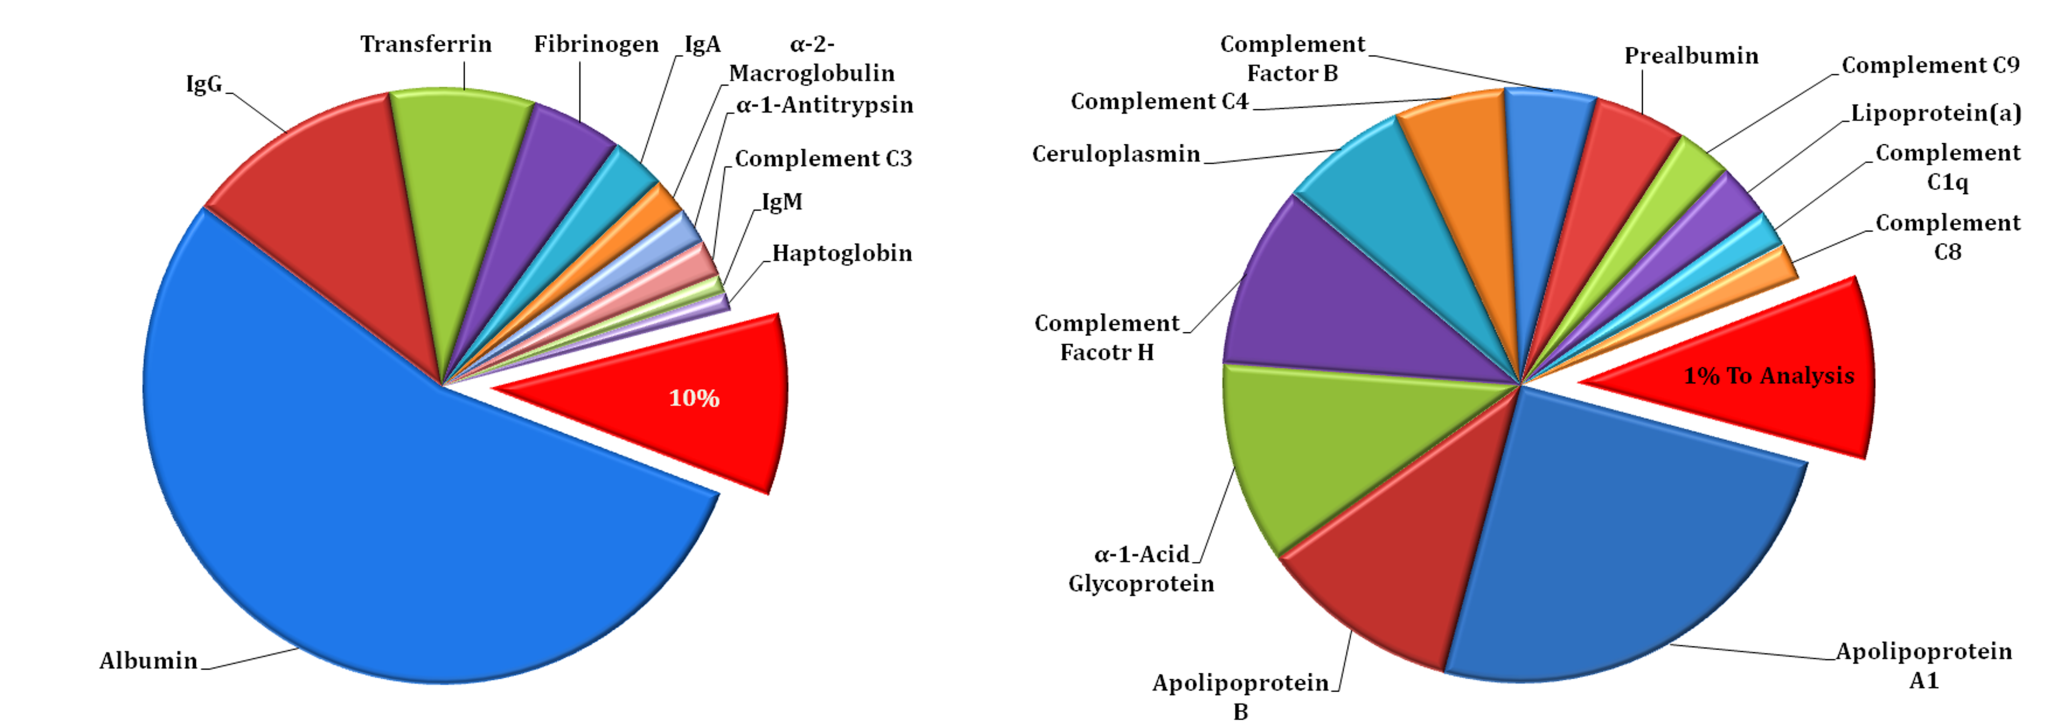 Transferrin
Fibrinogen
IgA
α-2-
Macroglobulin
IgG
α-1-Antitrypsin
Complement C3
IgM
Haptoglobin
10%
Albumin
Complement
Factor B
Prealbumin
Complement C9
Complement C4
Lipoprotein(a)
Ceruloplasmin
Complement
C1q
Complement
C8
Complement
Facotr H
1% To Analysis
α-1-Acid
Glycoprotein
Apolipoprotein
A1
Apolipoprotein
B